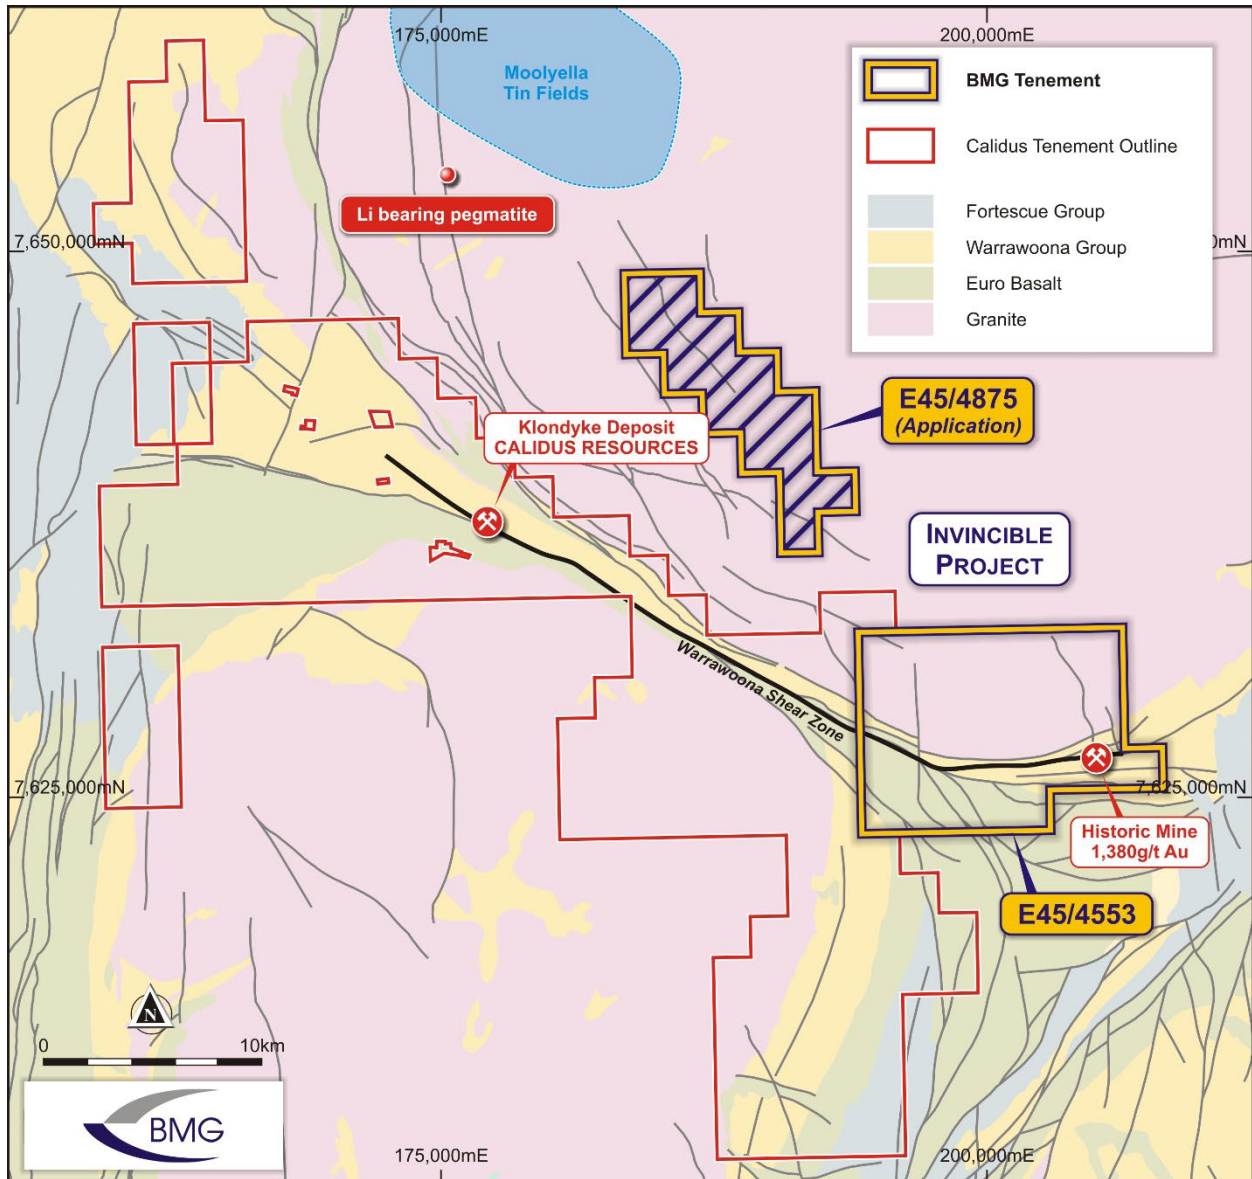 175,000mE
200,000mE
Moolyella
Tin Fields
BMG Tenement
Calidus Tenement Outline
Li bearing pegmatite
Fortescue Group
7,650,000mN
Warrawoona Group
mN
Euro Basalt
Granite
E45/4875
(Application)
Klondyke Deposit
CALIDUS RESOURCES
INVINCIBLE
PROJECT
Warrawoona Shear Zone
7,625,000mN
7,625,000mN
Historic Mine
1,380g/t Au
E45/4553
N
0 10km
BMG
175,000mE
200,000mE